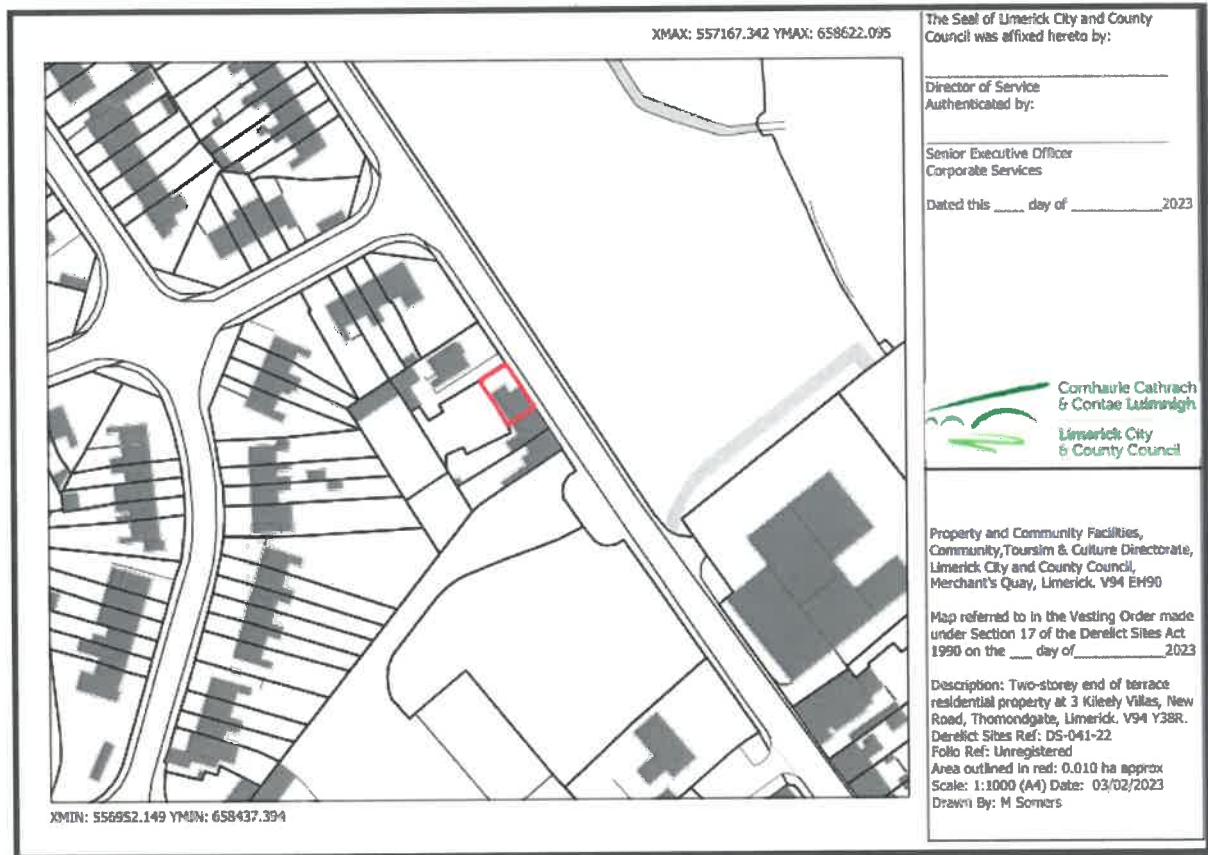 XMAX: 557167.342 YMAX: 658622.095
XMIN: 556952.149 YMIN: 658437.394
The Seal of Limerick City and County
Council was affixed hereto by:
Director of Service
Authenticated by:
Senior Executive Officer
Corporate Services
Dated this ____ day of ____________2023
Comhairle Cathrach
& Contae Luimnigh
Limerick City
& County Council
Property and Community Facilities,
Community,Toursim & Culture Directorate,
Limerick City and County Council,
Merchant's Quay, Limerick. V94 EH90
Map referred to in the Vesting Order made
under Section 17 of the Derelict Sites Act
1990 on the ____ day of____________2023
Description: Two-storey end of terrace
residential property at 3 Kileely Villas, New
Road, Thomondgate, Limerick. V94 Y38R.
Derelict Sites Ref: DS-041-22
Folio Ref: Unregistered
Area outlined in red: 0.010 ha approx
Scale: 1:1000 (A4) Date: 03/02/2023
Drawn By: M Somers